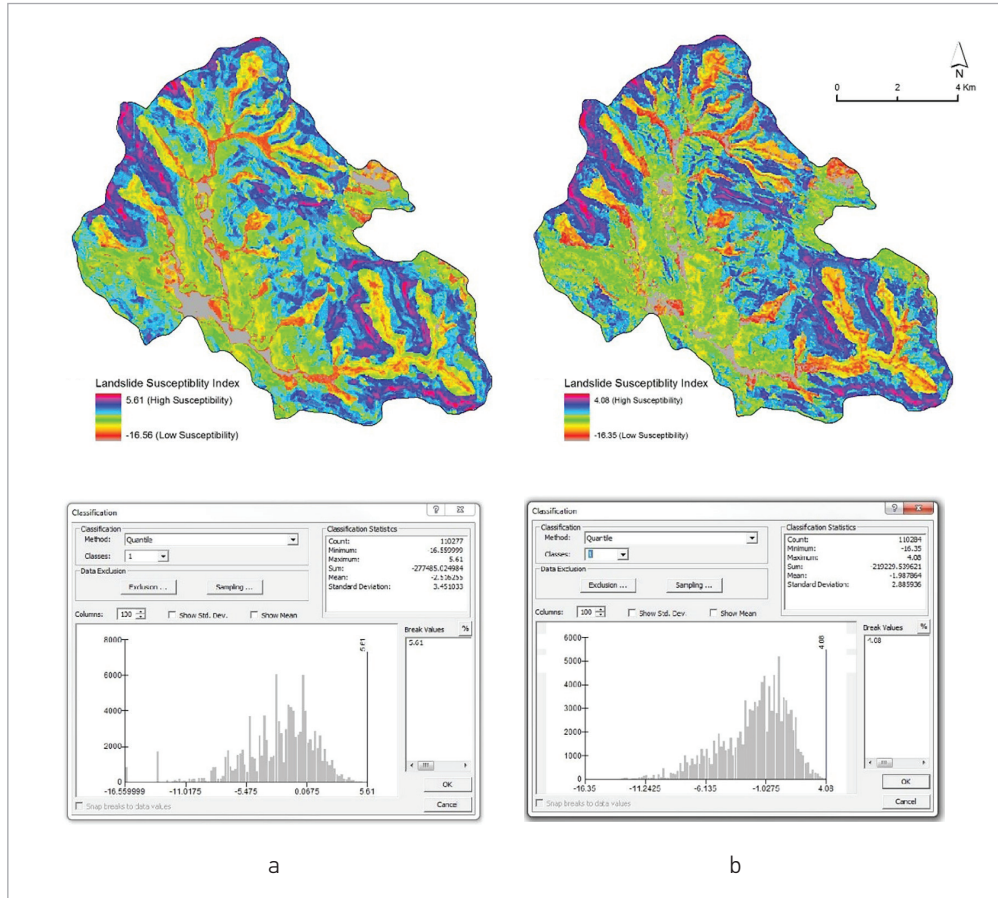 N
0 2 4 Km
Landslide Susceptiblity Index
5.61 (High Susceptibility)
-16.56 (Low Susceptibility)
Landslide Susceptiblity Index
4.08 (High Susceptibility)
-16.35 (Low Susceptibility)
Classification
Classification
Method: Quantile
Classes: 1
Data Exclusion
Exclusion ... Sampling ...
Classification Statistics
Count: 110277
Minimum: -16.559999
Maximum: 5.61
Sum: -277485.024984
Mean: -2.516255
Standard Deviation: 3.451033
Columns: 100 Show Std. Dev. Show Mean
Break Values %
5.61
8000
6000
4000
2000
0
5.61
-16.559999 -11.0175 -5.475 0.0675 5.61
OK
Cancel
Snap breaks to data values
Classification
Classification
Method: Quantile
Classes: 1
Data Exclusion
Exclusion ... Sampling ...
Classification Statistics
Count: 110284
Minimum: -16.35
Maximum: 4.08
Sum: -219229.539621
Mean: -1.987864
Standard Deviation: 2.885936
Columns: 100 Show Std. Dev. Show Mean
Break Values %
4.08
6000
5000
4000
3000
2000
1000
0
4.08
-16.35 -11.2425 -6.135 -1.0275 4.08
OK
Cancel
Snap breaks to data values
a
b